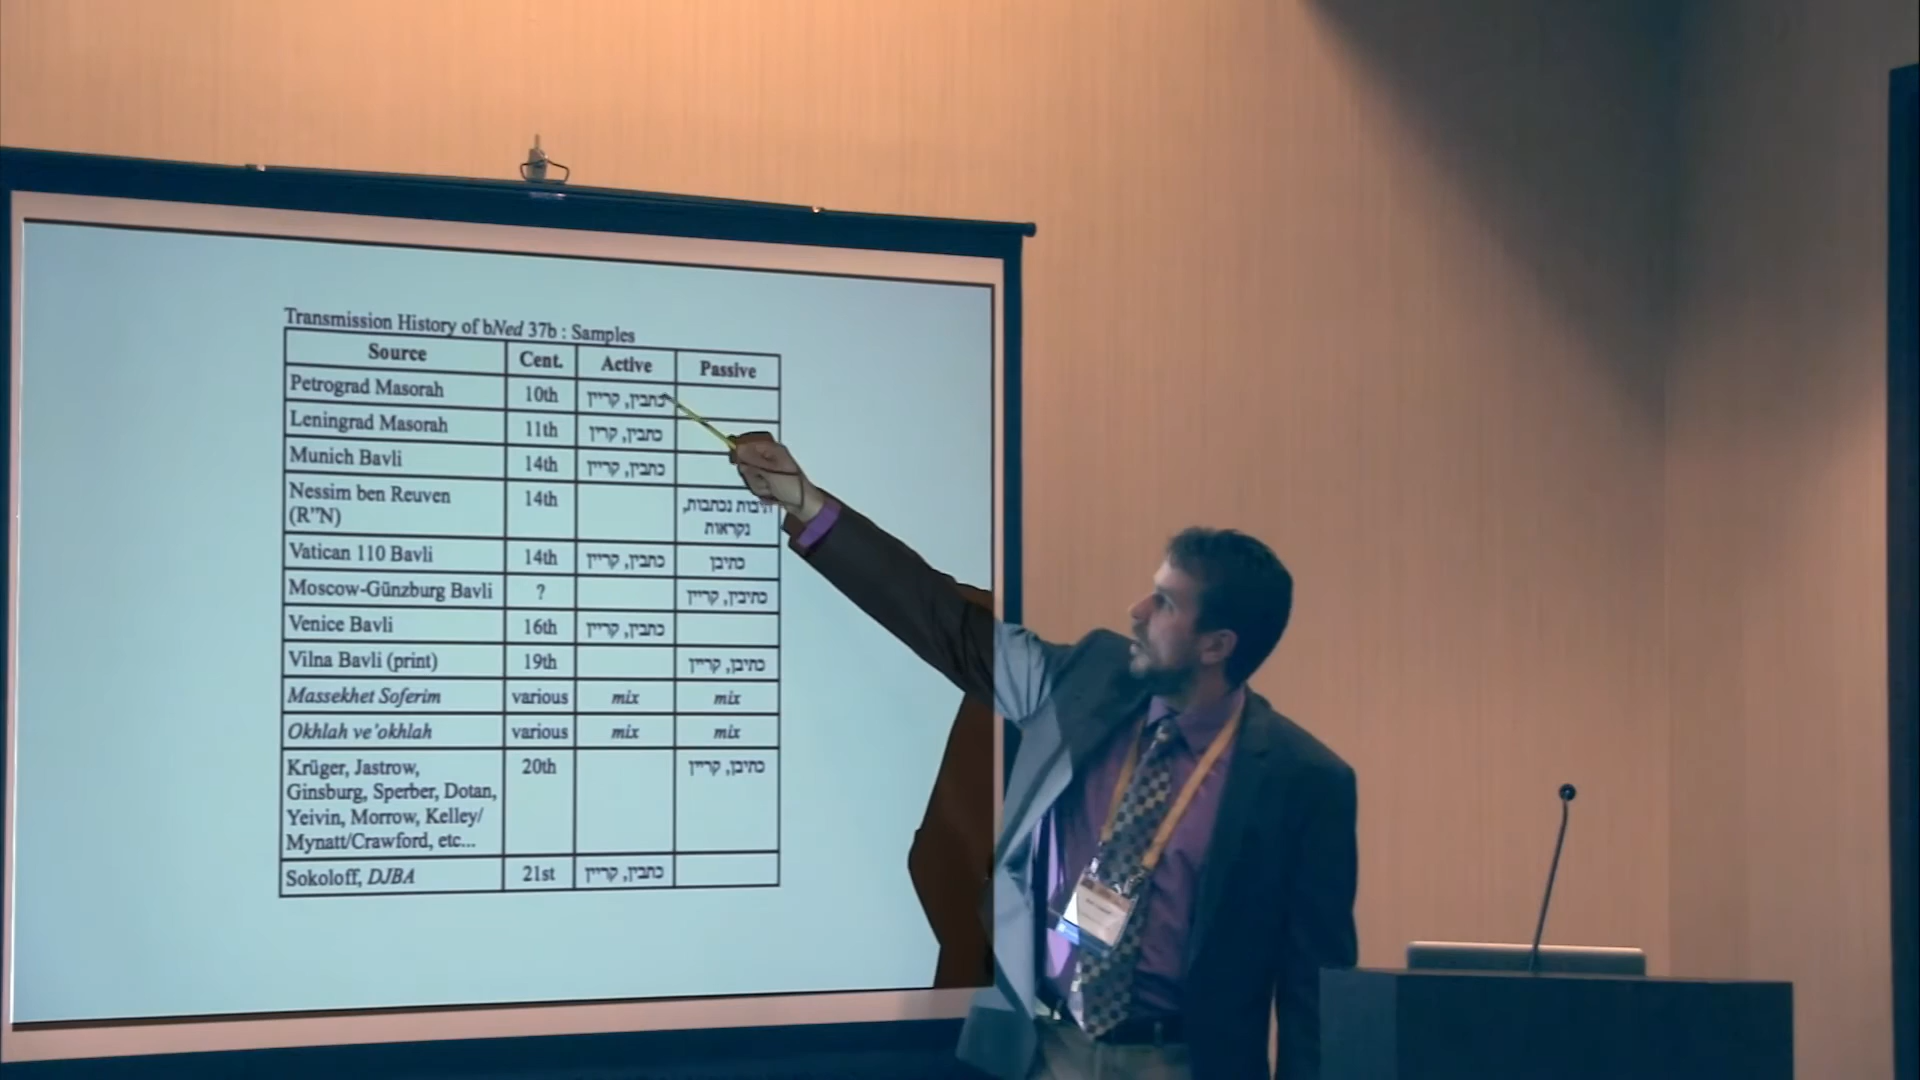 Transmission History of bNed 37b : Samples
Source Cent. Active Passive
Petrograd Masorah 10th כתבין, קריין
Leningrad Masorah 11th כתבין, קרין
Munich Bavli 14th כתבין, קריין
Nessim ben Reuven (R"N) 14th תיבות נכתבות, נקראות
Vatican 110 Bavli 14th כתבין, קריין כתיבן
Moscow-Günzburg Bavli ? כתיבין, קריין
Venice Bavli 16th כתבין, קריין
Vilna Bavli (print) 19th כתיבן, קריין
Massekhet Soferim various mix mix
Okhlah ve’okhlah various mix mix
Krüger, Jastrow, 20th כתיבן, קריין
Ginsburg, Sperber, Dotan,
Yeivin, Morrow, Kelley/
Mynatt/Crawford, etc...
Sokoloff, DJBA 21st כתבין, קריין